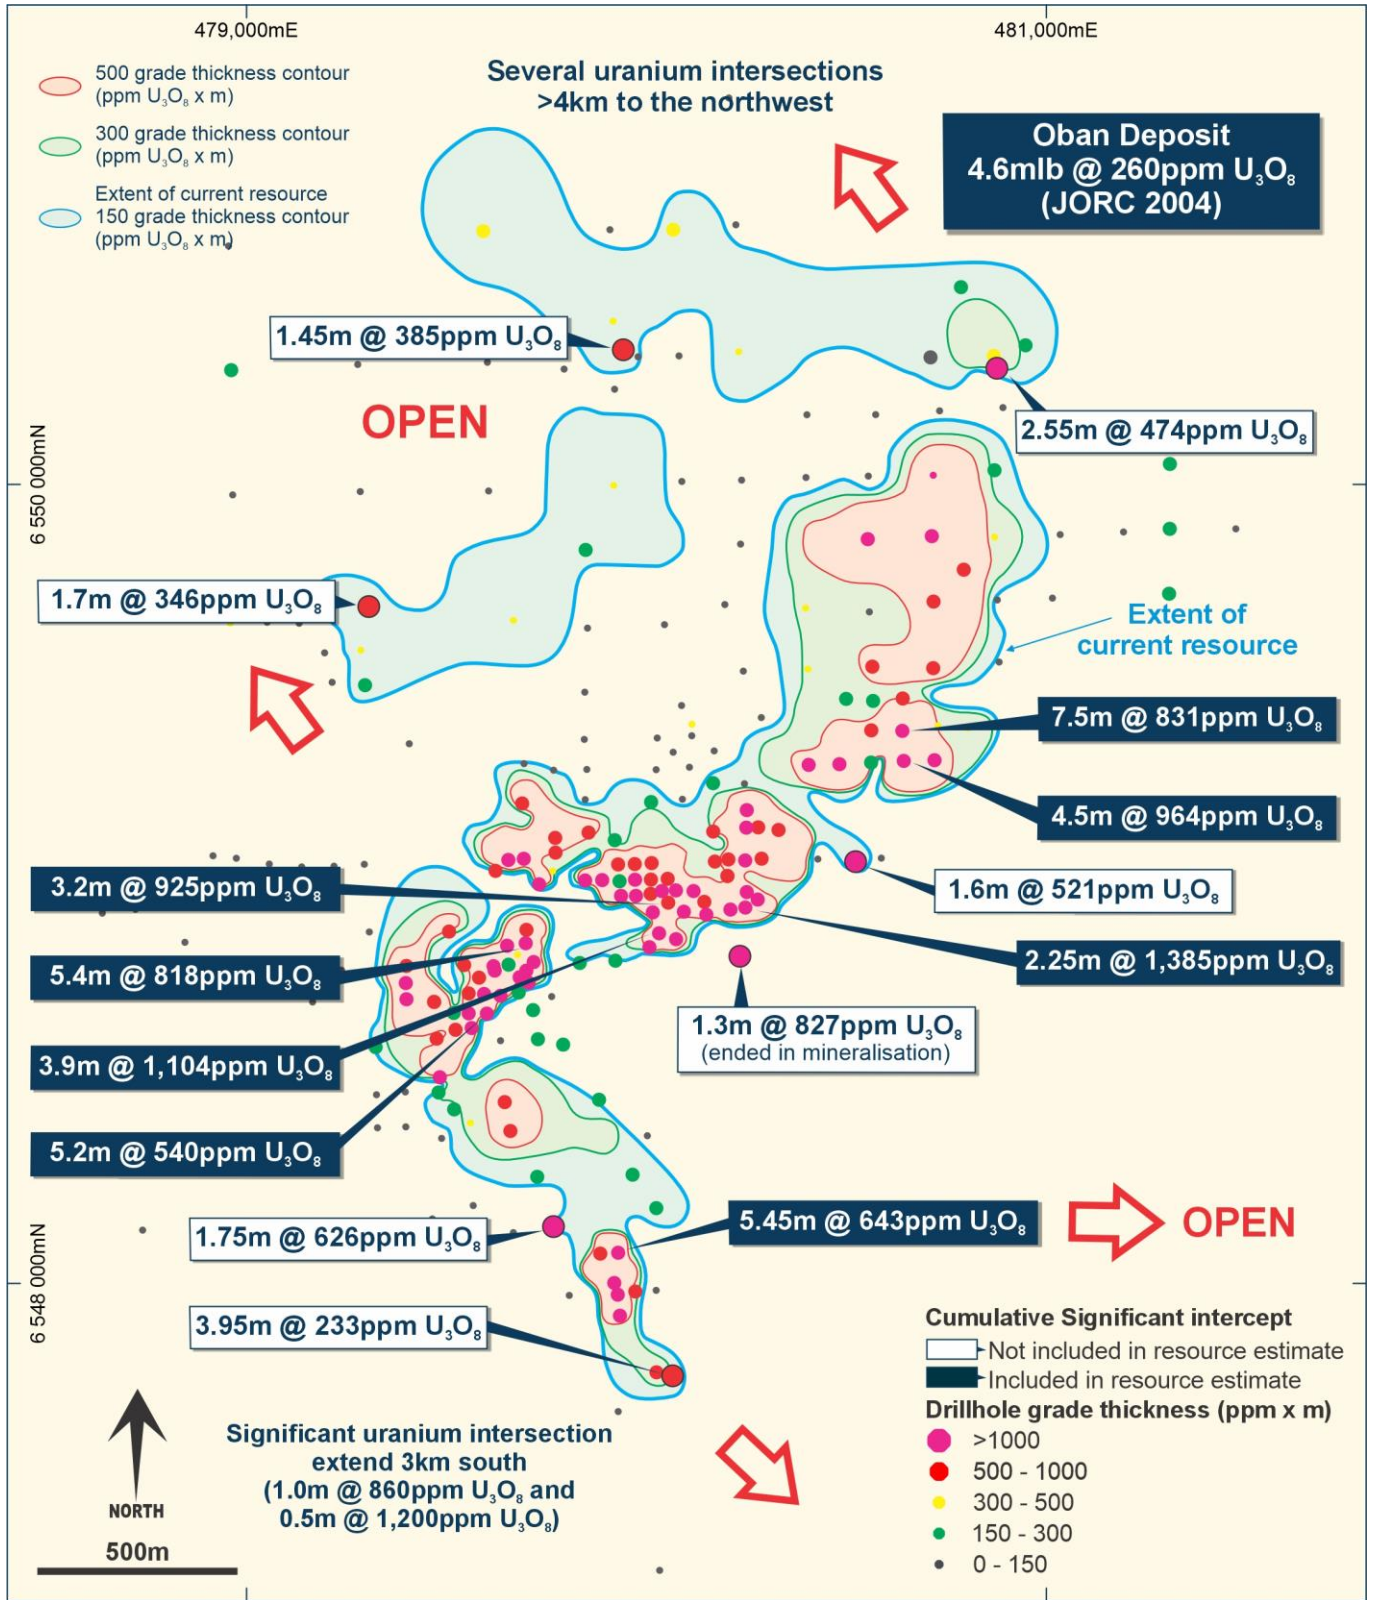 479,000mE
481,000mE
500 grade thickness contour
(ppm U₃O₈ x m)
300 grade thickness contour
(ppm U₃O₈ x m)
Extent of current resource
150 grade thickness contour
(ppm U₃O₈ x m)
Several uranium intersections
>4km to the northwest
Oban Deposit
4.6mlb @ 260ppm U₃O₈
(JORC 2004)
1.45m @ 385ppm U₃O₈
OPEN
2.55m @ 474ppm U₃O₈
6 550 000mN
1.7m @ 346ppm U₃O₈
Extent of
current resource
7.5m @ 831ppm U₃O₈
4.5m @ 964ppm U₃O₈
3.2m @ 925ppm U₃O₈
1.6m @ 521ppm U₃O₈
5.4m @ 818ppm U₃O₈
2.25m @ 1,385ppm U₃O₈
1.3m @ 827ppm U₃O₈
(ended in mineralisation)
3.9m @ 1,104ppm U₃O₈
5.2m @ 540ppm U₃O₈
1.75m @ 626ppm U₃O₈
5.45m @ 643ppm U₃O₈
OPEN
6 548 000mN
3.95m @ 233ppm U₃O₈
Significant uranium intersection
extend 3km south
(1.0m @ 860ppm U₃O₈ and
0.5m @ 1,200ppm U₃O₈)
NORTH
500m
Cumulative Significant intercept
Not included in resource estimate
Included in resource estimate
Drillhole grade thickness (ppm x m)
>1000
500 - 1000
300 - 500
150 - 300
0 - 150